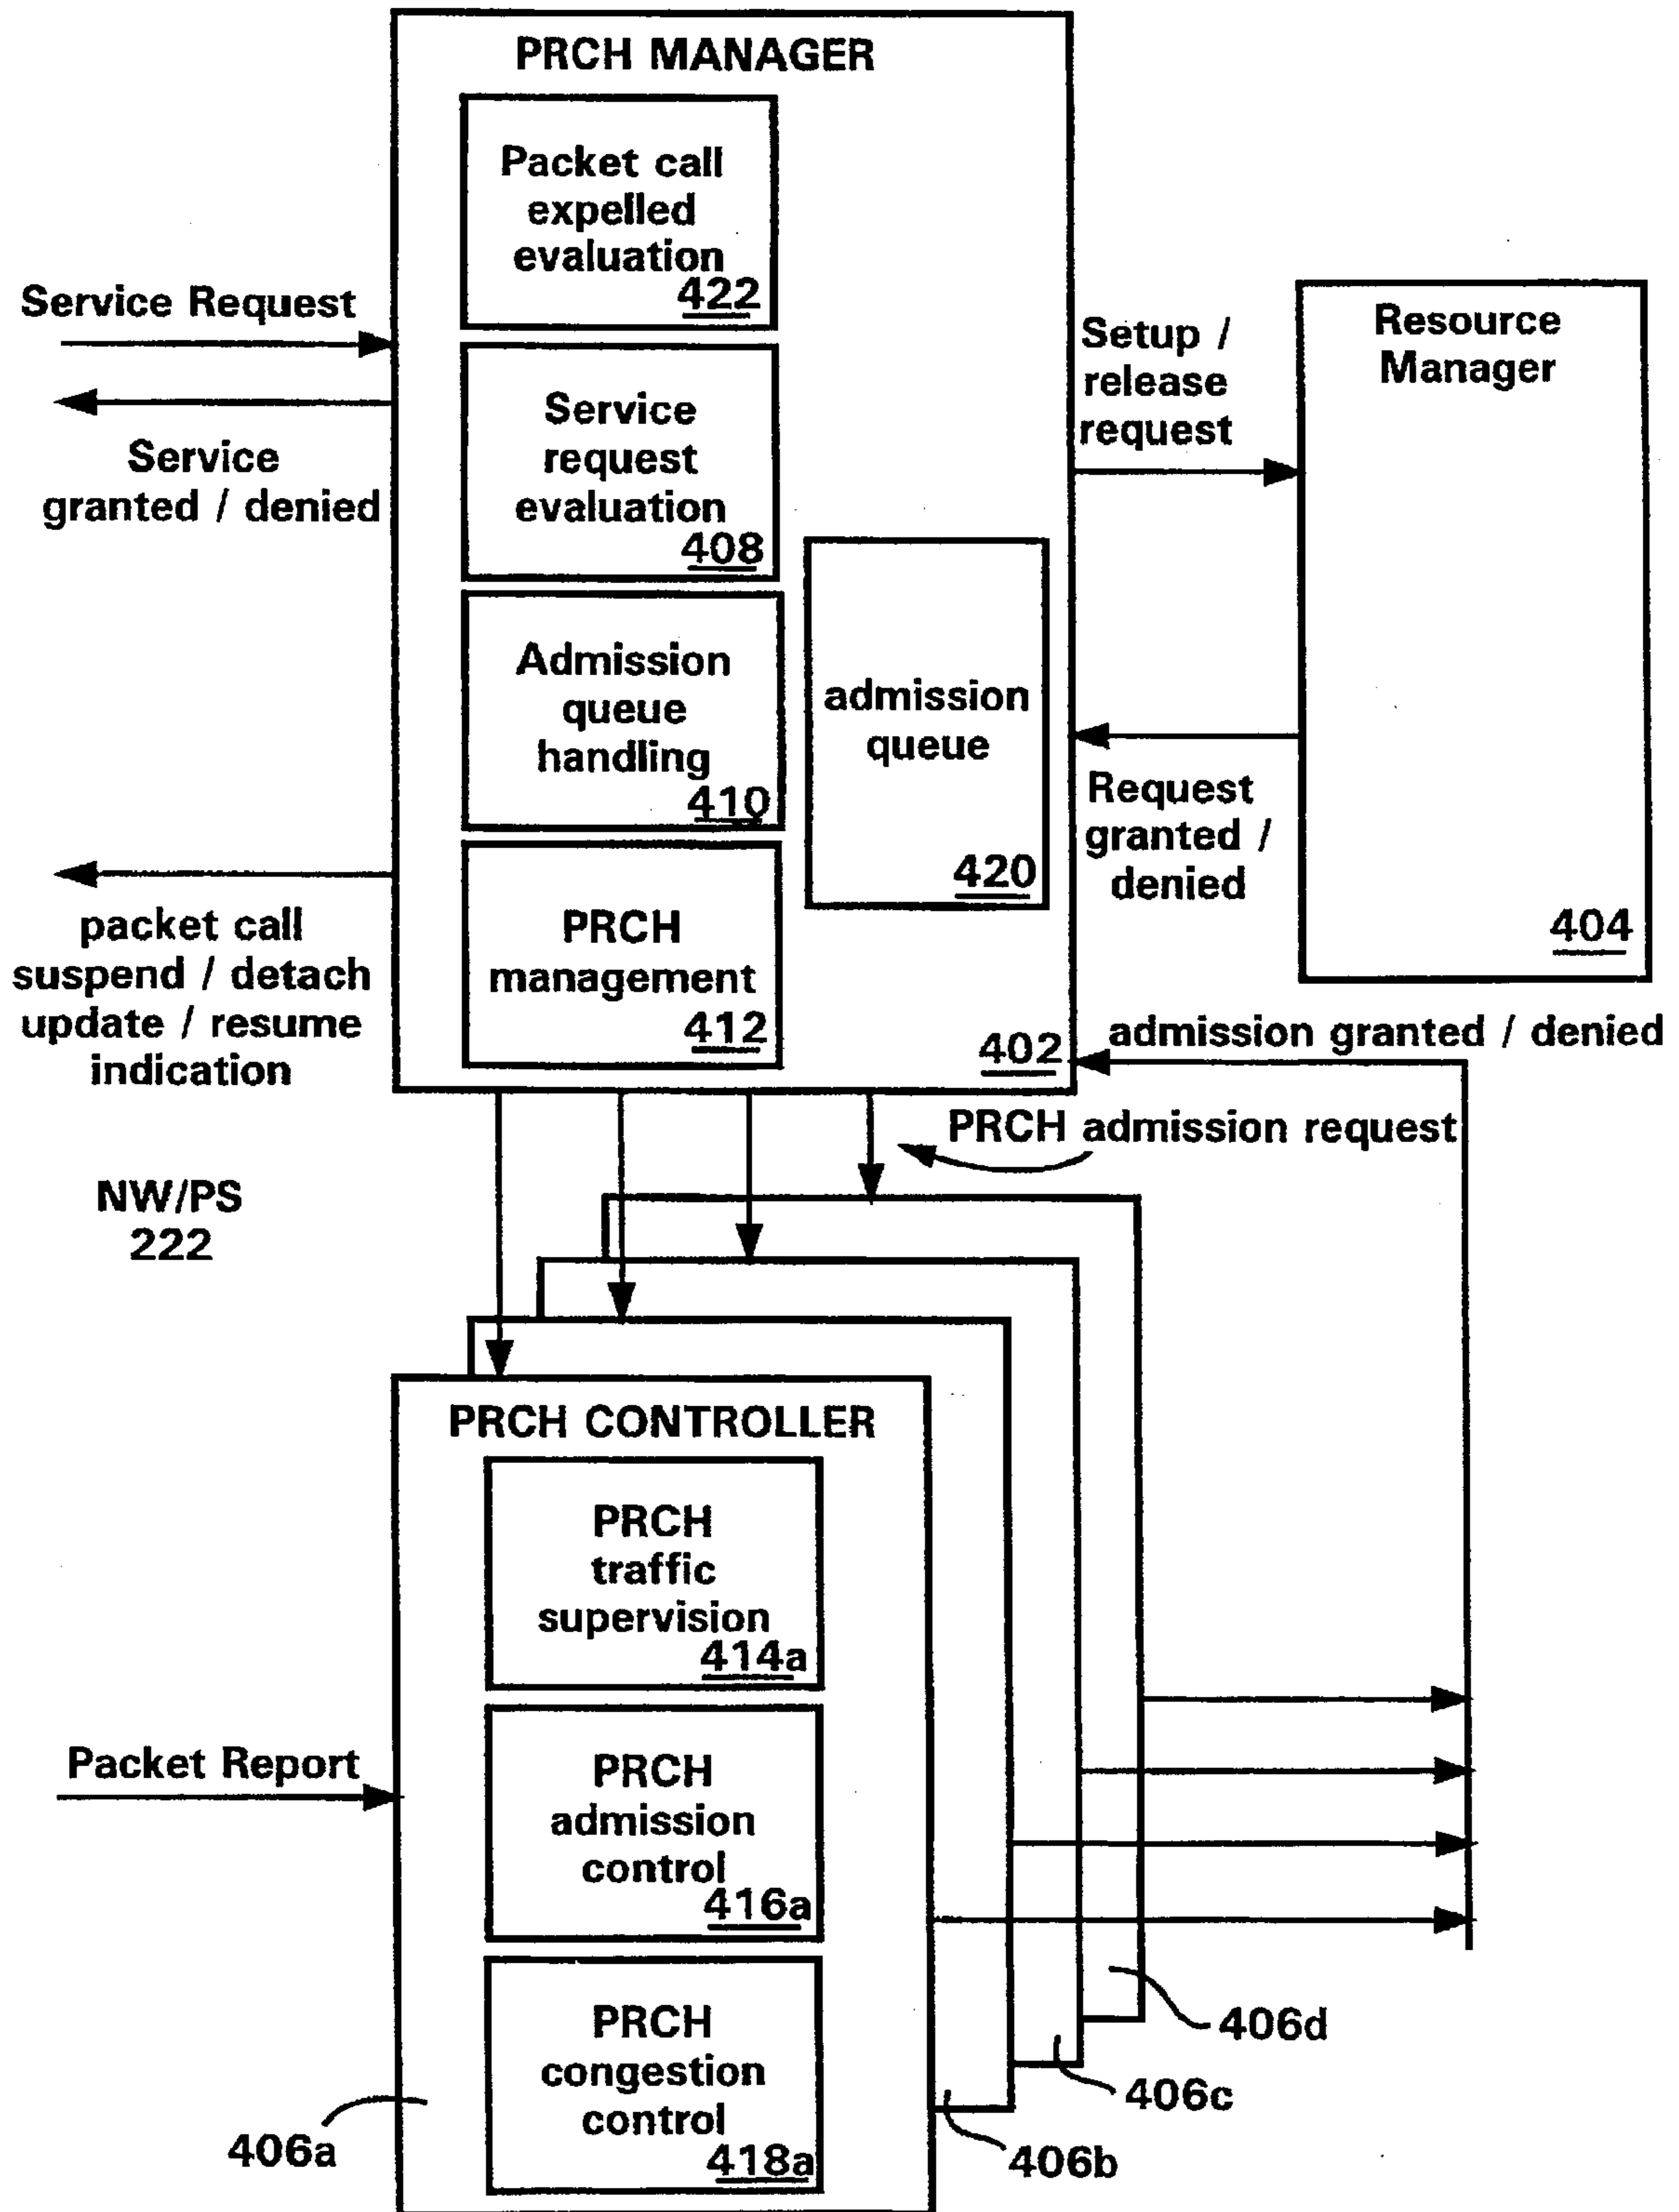 PRCH MANAGER
Packet call
expelled
evaluation
422
Service Request
Service
granted / denied
Service
request
evaluation
408
Setup /
release
request
Resource
Manager
404
Admission
queue
handling
410
admission
queue
420
Request
granted /
denied
PRCH
management
412
402
packet call
suspend / detach
update / resume
indication
admission granted / denied
PRCH admission request
NW/PS
222
PRCH CONTROLLER
PRCH
traffic
supervision
414a
Packet Report
PRCH
admission
control
416a
PRCH
congestion
control
418a
406a
406b
406c
406d